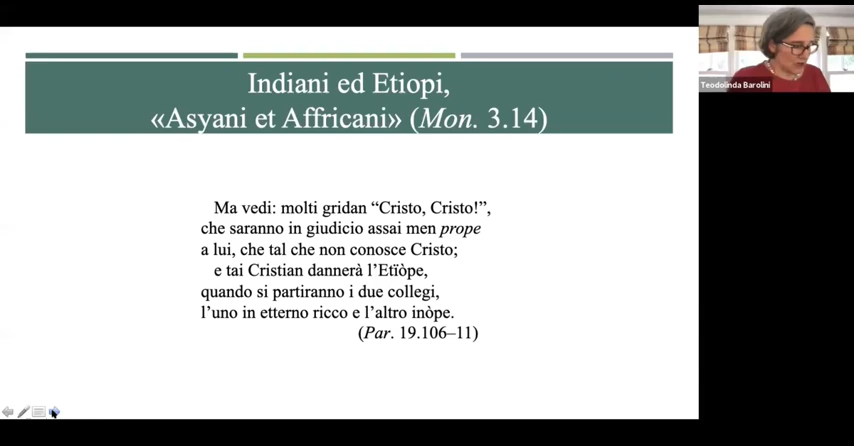 Indiani ed Etiopi,
«Asyani et Affricani» (Mon. 3.14)
Ma vedi: molti gridan “Cristo, Cristo!”,
che saranno in giudicio assai men prope
a lui, che tal che non conosce Cristo;
e tai Cristian dannerà l’Etïòpe,
quando si partiranno i due collegi,
l’uno in etterno ricco e l’altro inòpe.
(Par. 19.106–11)
Teodolinda Barolini